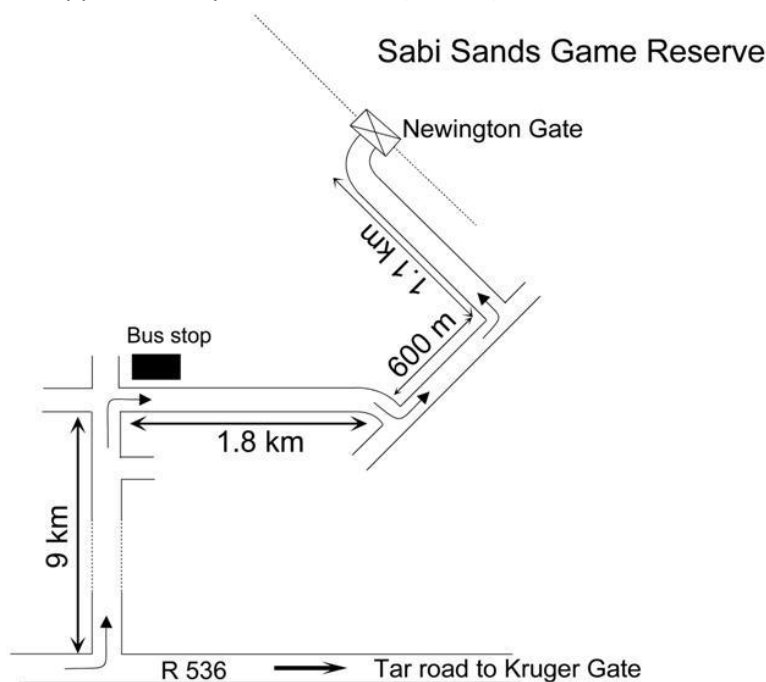 Sabi Sands Game Reserve
Newington Gate
1.1 km
600 m
Bus stop
1.8 km
9 km
R 536
Tar road to Kruger Gate